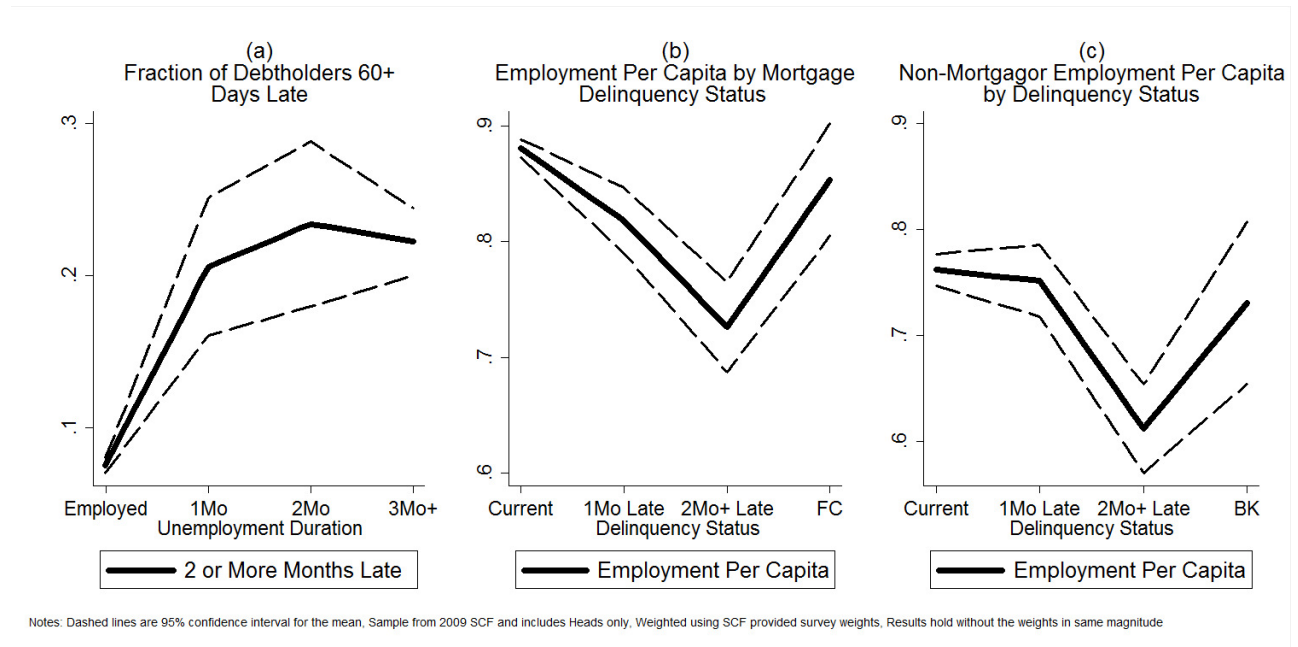 (a)
Fraction of Debtholders 60+
Days Late
.3
.2
.1
Employed 1Mo 2Mo 3Mo+
Unemployment Duration
2 or More Months Late
(b)
Employment Per Capita by Mortgage
Delinquency Status
.9
.8
.7
.6
Current 1Mo Late 2Mo+ Late FC
Delinquency Status
Employment Per Capita
(c)
Non-Mortgagor Employment Per Capita
by Delinquency Status
.9
.8
.7
.6
Current 1Mo Late 2Mo+ Late BK
Delinquency Status
Employment Per Capita
Notes: Dashed lines are 95% confidence interval for the mean, Sample from 2009 SCF and includes Heads only, Weighted using SCF provided survey weights, Results hold without the weights in same magnitude